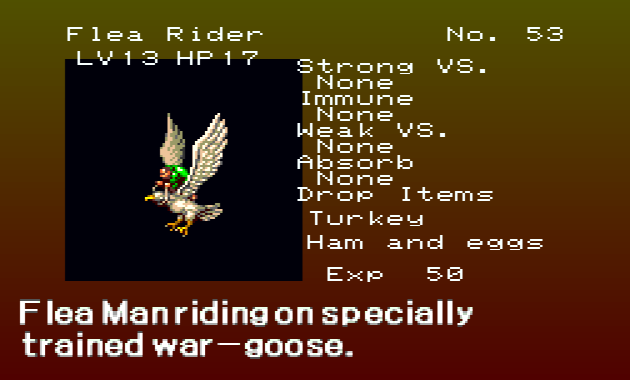 Flea Rider No. 53
LV13 HP17
Strong VS.
None
Immune
None
Weak VS.
None
Absorb
None
Drop Items
Turkey
Ham and eggs
Exp 50
Flea Man riding on specially
trained war-goose.